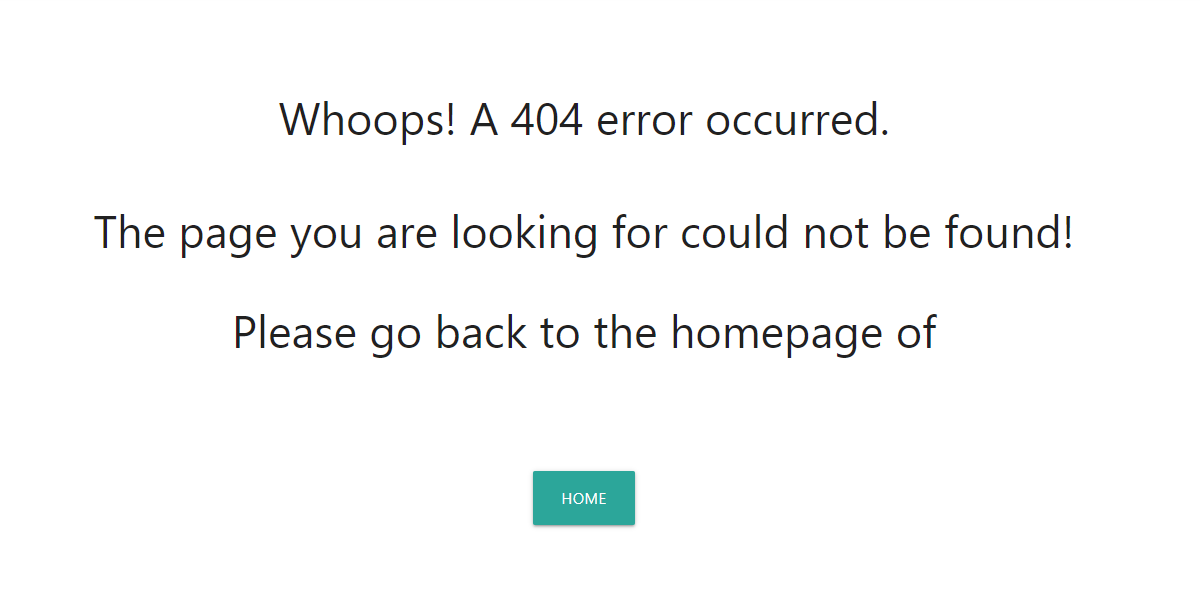 Whoops! A 404 error occurred.
The page you are looking for could not be found!
Please go back to the homepage of
HOME